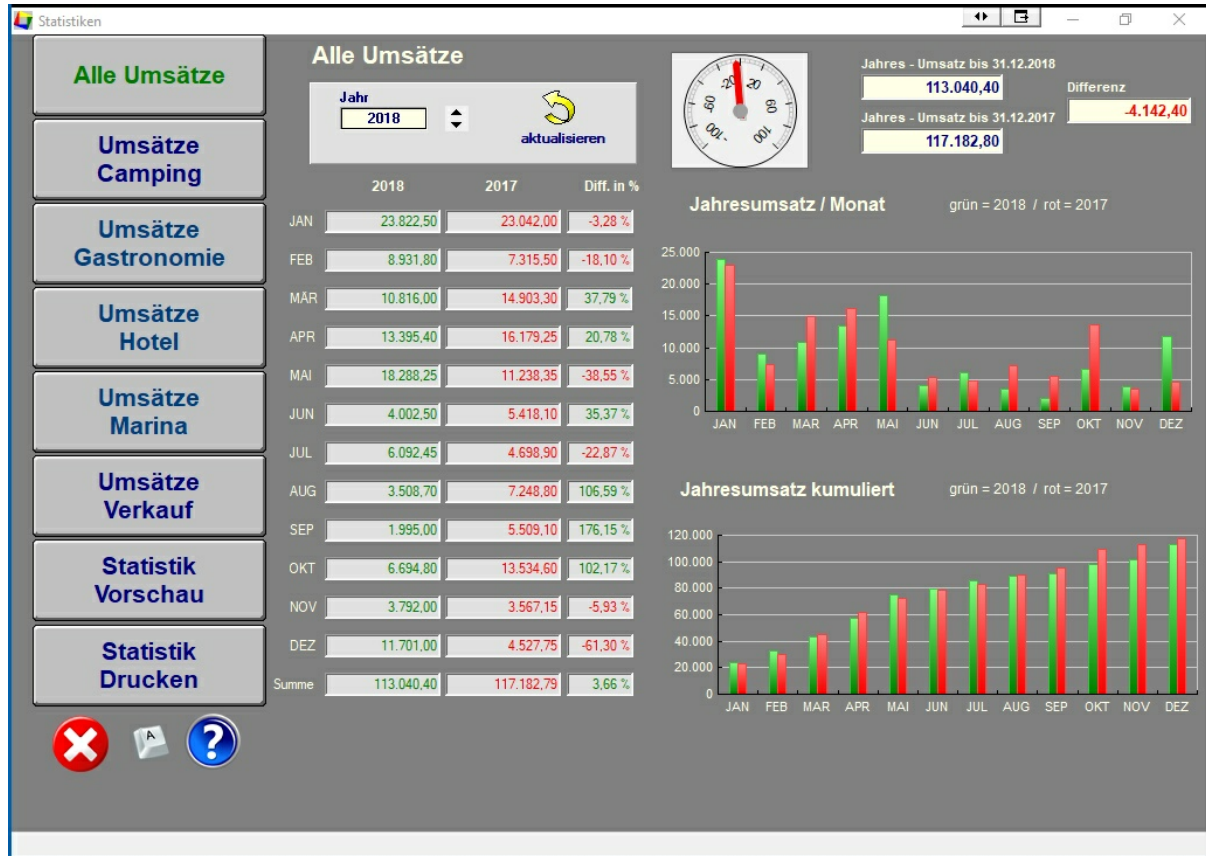 Statistiken
Alle Umsätze
Umsätze
Camping
Umsätze
Gastronomie
Umsätze
Hotel
Umsätze
Marina
Umsätze
Verkauf
Statistik
Vorschau
Statistik
Drucken
A
?
Alle Umsätze
Jahr
2018
aktualisieren
2018 2017 Diff. in %
JAN 23.822,50 23.042,00 -3,28 %
FEB 8.931,80 7.315,50 -18,10 %
MÄR 10.816,00 14.903,30 37,79 %
APR 13.395,40 16.179,25 20,78 %
MAI 18.288,25 11.238,35 -38,55 %
JUN 4.002,50 5.418,10 35,37 %
JUL 6.092,45 4.698,90 -22,87 %
AUG 3.508,70 7.248,80 106,59 %
SEP 1.995,00 5.509,10 176,15 %
OKT 6.694,80 13.534,60 102,17 %
NOV 3.792,00 3.567,15 -5,93 %
DEZ 11.701,00 4.527,75 -61,30 %
Summe 113.040,40 117.182,79 3,66 %
-100 -60 -20 20 60 100
Jahres - Umsatz bis 31.12.2018
113.040,40
Jahres - Umsatz bis 31.12.2017
117.182,80
Differenz
-4.142,40
Jahresumsatz / Monat grün = 2018 / rot = 2017
25.000
20.000
15.000
10.000
5.000
0
JAN FEB MAR APR MAI JUN JUL AUG SEP OKT NOV DEZ
Jahresumsatz kumuliert grün = 2018 / rot = 2017
120.000
100.000
80.000
60.000
40.000
20.000
0
JAN FEB MAR APR MAI JUN JUL AUG SEP OKT NOV DEZ